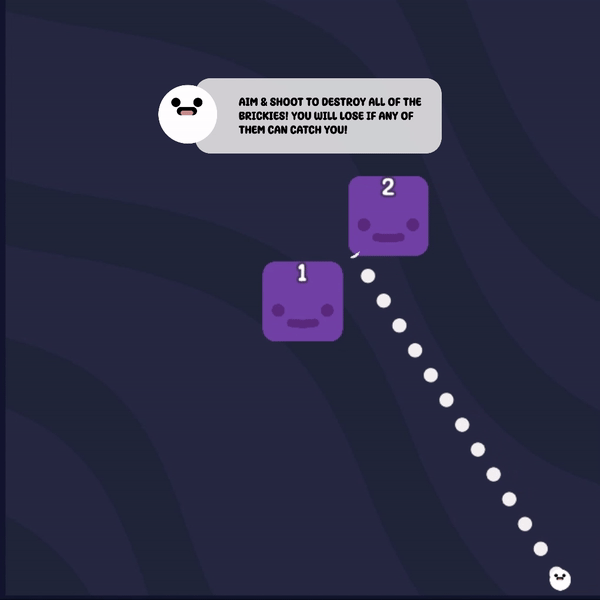 AIM & SHOOT TO DESTROY ALL OF THE
BRICKIES! YOU WILL LOSE IF ANY OF
THEM CAN CATCH YOU!
2
1